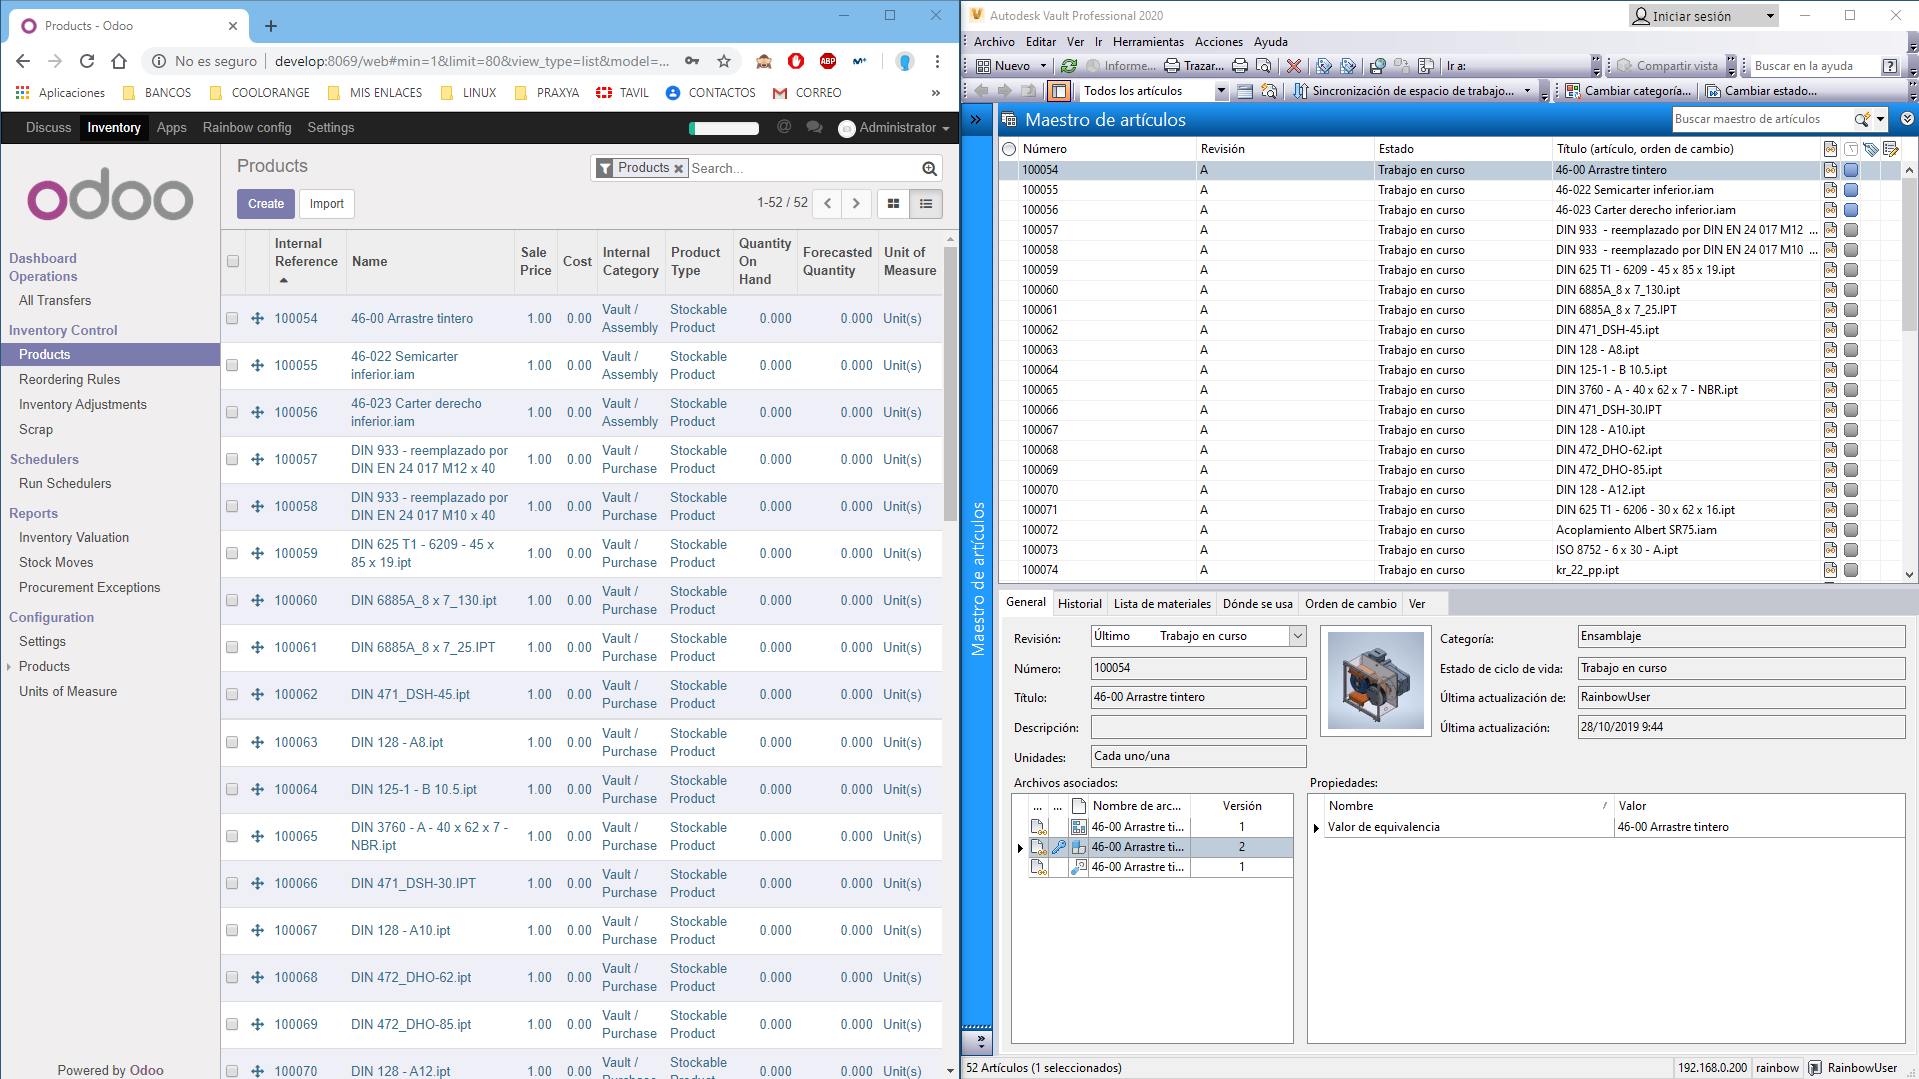 Products - Odoo
No es seguro | develop:8069/web#min=1&limit=80&view_type=list&model=...
Aplicaciones BANCOS COOLORANGE MIS ENLACES LINUX PRAXYA TAVIL CONTACTOS CORREO »
Discuss Inventory Apps Rainbow config Settings @ Administrator
odoo
Dashboard
Operations
All Transfers
Inventory Control
Products
Reordering Rules
Inventory Adjustments
Scrap
Schedulers
Run Schedulers
Reports
Inventory Valuation
Stock Moves
Procurement Exceptions
Configuration
Settings
Products
Units of Measure
Powered by Odoo
Products
Products Search...
Create Import 1-52 / 52
Internal Reference Name Sale Price Cost Internal Category Product Type Quantity On Hand Forecasted Quantity Unit of Measure
100054 46-00 Arrastre tintero 1.00 0.00 Vault / Assembly Stockable Product 0.000 0.000 Unit(s)
100055 46-022 Semicarter inferior.iam 1.00 0.00 Vault / Assembly Stockable Product 0.000 0.000 Unit(s)
100056 46-023 Carter derecho inferior.iam 1.00 0.00 Vault / Assembly Stockable Product 0.000 0.000 Unit(s)
100057 DIN 933 - reemplazado por DIN EN 24 017 M12 x 40 1.00 0.00 Vault / Purchase Stockable Product 0.000 0.000 Unit(s)
100058 DIN 933 - reemplazado por DIN EN 24 017 M10 x 40 1.00 0.00 Vault / Purchase Stockable Product 0.000 0.000 Unit(s)
100059 DIN 625 T1 - 6209 - 45 x 85 x 19.ipt 1.00 0.00 Vault / Purchase Stockable Product 0.000 0.000 Unit(s)
100060 DIN 6885A_8 x 7_130.ipt 1.00 0.00 Vault / Purchase Stockable Product 0.000 0.000 Unit(s)
100061 DIN 6885A_8 x 7_25.IPT 1.00 0.00 Vault / Purchase Stockable Product 0.000 0.000 Unit(s)
100062 DIN 471_DSH-45.ipt 1.00 0.00 Vault / Purchase Stockable Product 0.000 0.000 Unit(s)
100063 DIN 128 - A8.ipt 1.00 0.00 Vault / Purchase Stockable Product 0.000 0.000 Unit(s)
100064 DIN 125-1 - B 10.5.ipt 1.00 0.00 Vault / Purchase Stockable Product 0.000 0.000 Unit(s)
100065 DIN 3760 - A - 40 x 62 x 7 - NBR.ipt 1.00 0.00 Vault / Purchase Stockable Product 0.000 0.000 Unit(s)
100066 DIN 471_DSH-30.IPT 1.00 0.00 Vault / Purchase Stockable Product 0.000 0.000 Unit(s)
100067 DIN 128 - A10.ipt 1.00 0.00 Vault / Purchase Stockable Product 0.000 0.000 Unit(s)
100068 DIN 472_DHO-62.ipt 1.00 0.00 Vault / Purchase Stockable Product 0.000 0.000 Unit(s)
100069 DIN 472_DHO-85.ipt 1.00 0.00 Vault / Purchase Stockable Product 0.000 0.000 Unit(s)
100070 DIN 128 - A12.ipt 1.00 0.00 Vault / Stockable 0.000 0.000 Unit(s)
Autodesk Vault Professional 2020 Iniciar sesión
Archivo Editar Ver Ir Herramientas Acciones Ayuda
Nuevo Informe... Trazar... Ir a: Compartir vista Buscar en la ayuda
Todos los artículos Sincronización de espacio de trabajo... Cambiar categoría... Cambiar estado...
Maestro de artículos Buscar maestro de artículos
Maestro de artículos
Número Revisión Estado Título (artículo, orden de cambio)
100054 A Trabajo en curso 46-00 Arrastre tintero
100055 A Trabajo en curso 46-022 Semicarter inferior.iam
100056 A Trabajo en curso 46-023 Carter derecho inferior.iam
100057 A Trabajo en curso DIN 933 - reemplazado por DIN EN 24 017 M12 ...
100058 A Trabajo en curso DIN 933 - reemplazado por DIN EN 24 017 M10 ...
100059 A Trabajo en curso DIN 625 T1 - 6209 - 45 x 85 x 19.ipt
100060 A Trabajo en curso DIN 6885A_8 x 7_130.ipt
100061 A Trabajo en curso DIN 6885A_8 x 7_25.IPT
100062 A Trabajo en curso DIN 471_DSH-45.ipt
100063 A Trabajo en curso DIN 128 - A8.ipt
100064 A Trabajo en curso DIN 125-1 - B 10.5.ipt
100065 A Trabajo en curso DIN 3760 - A - 40 x 62 x 7 - NBR.ipt
100066 A Trabajo en curso DIN 471_DSH-30.IPT
100067 A Trabajo en curso DIN 128 - A10.ipt
100068 A Trabajo en curso DIN 472_DHO-62.ipt
100069 A Trabajo en curso DIN 472_DHO-85.ipt
100070 A Trabajo en curso DIN 128 - A12.ipt
100071 A Trabajo en curso DIN 625 T1 - 6206 - 30 x 62 x 16.ipt
100072 A Trabajo en curso Acoplamiento Albert SR75.iam
100073 A Trabajo en curso ISO 8752 - 6 x 30 - A.ipt
100074 A Trabajo en curso kr_22_pp.ipt
General Historial Lista de materiales Dónde se usa Orden de cambio Ver
Revisión: Último Trabajo en curso
Número: 100054
Título: 46-00 Arrastre tintero
Descripción:
Unidades: Cada uno/una
Categoría: Ensamblaje
Estado de ciclo de vida: Trabajo en curso
Última actualización de: RainbowUser
Última actualización: 28/10/2019 9:44
Archivos asociados:
... ... Nombre de arc... Versión
46-00 Arrastre ti... 1
46-00 Arrastre ti... 2
46-00 Arrastre ti... 1
Propiedades:
Nombre / Valor
Valor de equivalencia 46-00 Arrastre tintero
52 Artículos (1 seleccionados) 192.168.0.200 rainbow RainbowUser